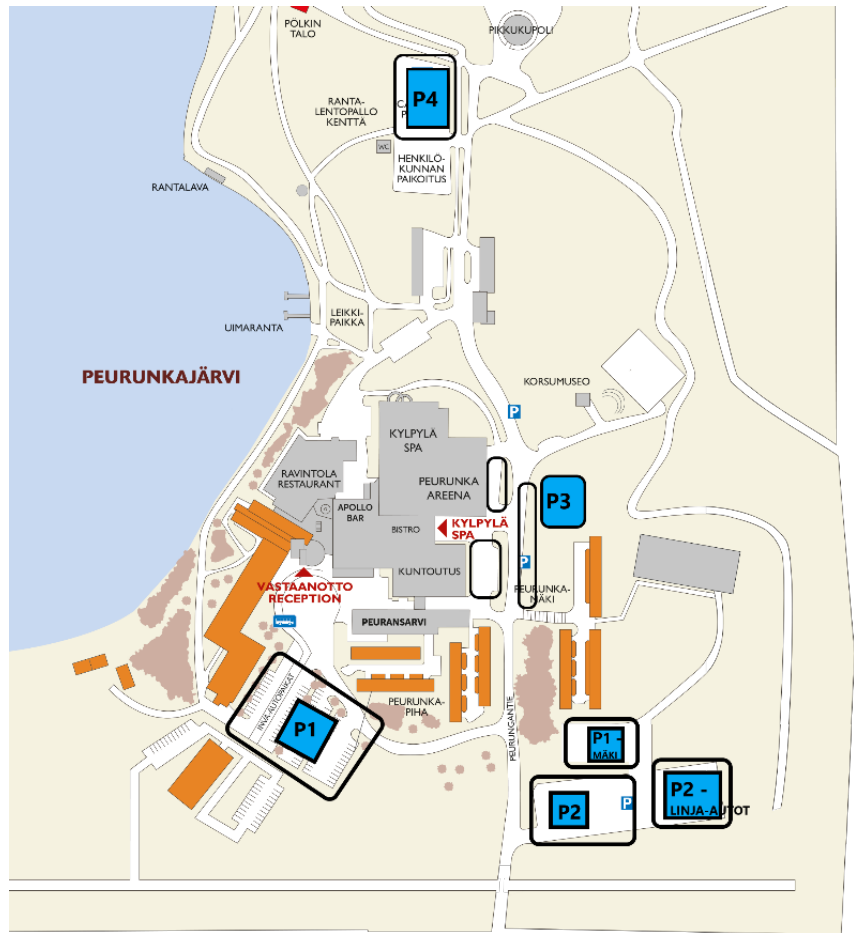 PÖLKIN
TALO
PIKKUKUPOLI
P4
RANTA-
LENTOPALLO
KENTTÄ
WC
HENKILÖ-
KUNNAN
PAIKOITUS
RANTALAVA
LEIKKI-
PAIKKA
UIMARANTA
PEURUNKAJÄRVI
KORSUMUSEO
P
KYLPYLÄ
SPA
RAVINTOLA
RESTAURANT
PEURUNKA
AREENA
P3
APOLLO
BAR
BISTRO
KYLPYLÄ
SPA
P
KUNTOUTUS
VASTAANOTTO
RECEPTION
PEURUNKA-
MÄKI
PEURANSARVI
INVA-AUTOPAIKAT
P1
PEURUNKA-
PIHA
PEURUNGANTIE
P1 -
MÄKI
P2
P
P2 -
LINJA-AUTOT